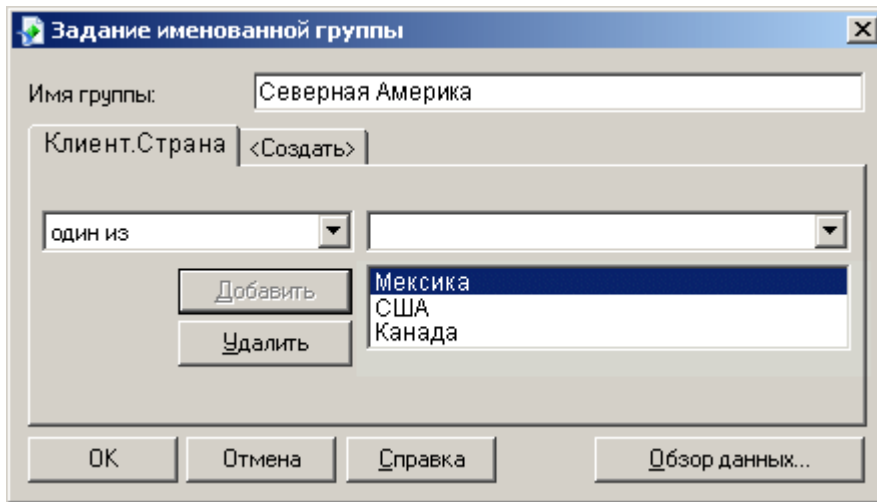 Задание именованной группы
Имя группы: Северная Америка
Клиент.Страна <Создать>
один из
Добавить Мексика
США
Удалить Канада
OK Отмена Справка Обзор данных...